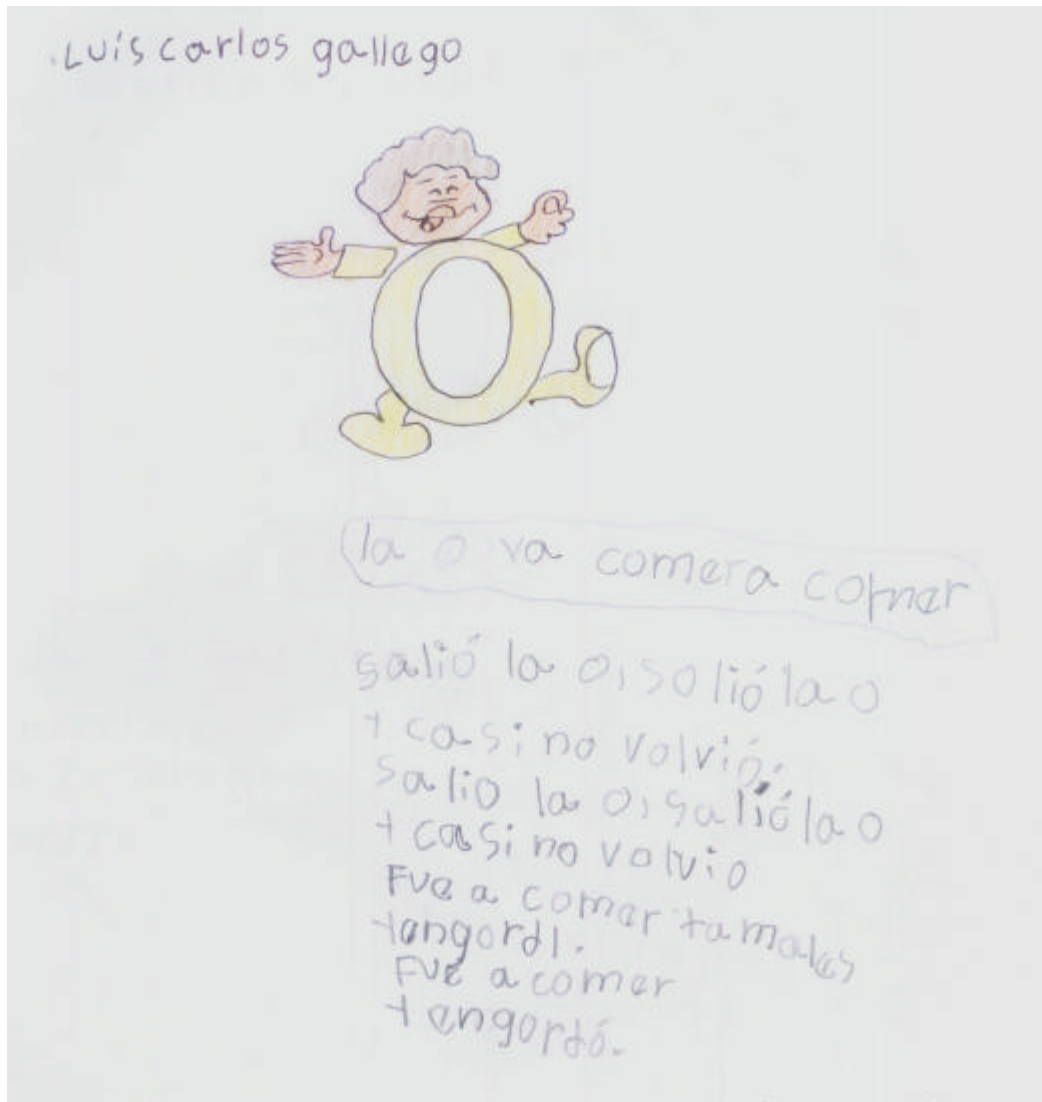 Luis carlos gallego
la o va comer a comer
salió la o, salió la o
+ casi no volvió.
salio la o, salió la o
+ casi no volvio
Fue a comer tamales
+engordó.
Fue a comer
+ engordó.